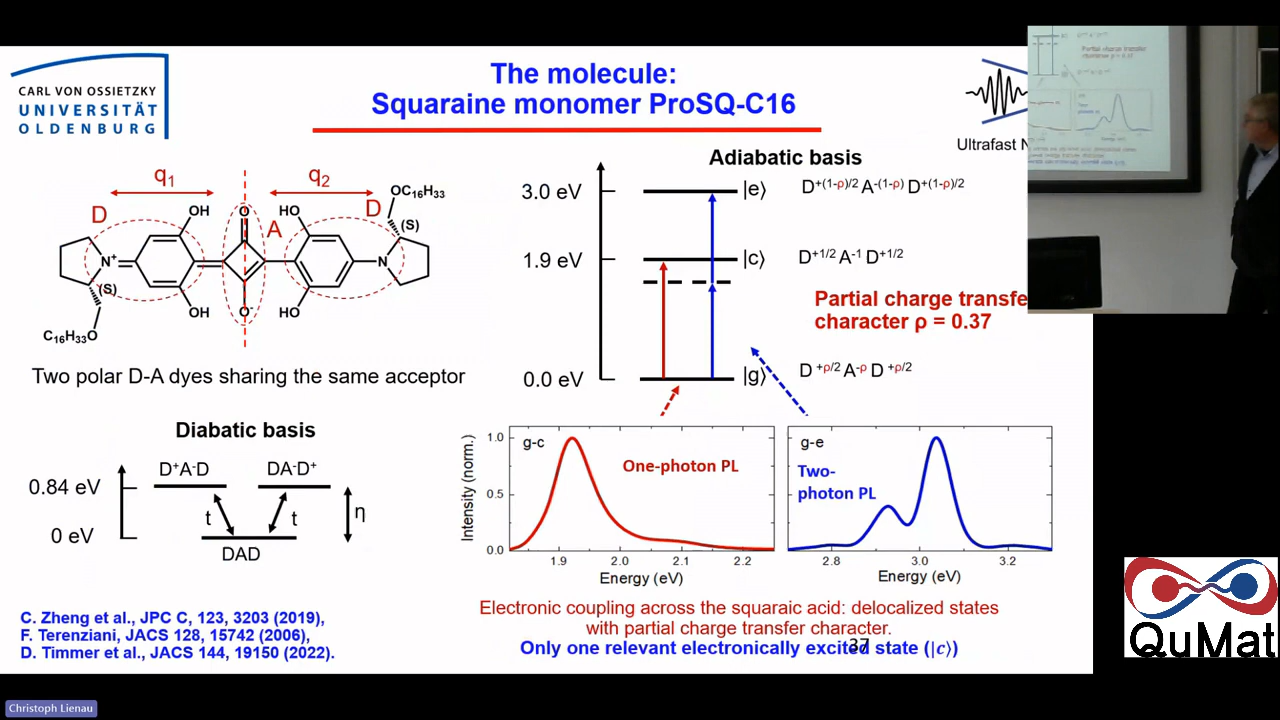 CARL VON OSSIETZKY
UNIVERSITÄT
OLDENBURG
The molecule:
Squaraine monomer ProSQ-C16
Ultrafast N
q₁
q₂
D
D
A
OH
HO
OH
HO
O
O⁻
N⁺
N
(S)
(S)
OC₁₆H₃₃
C₁₆H₃₃O
Two polar D-A dyes sharing the same acceptor
Diabatic basis
D⁺A⁻D
DA⁻D⁺
0.84 eV
t
t
η
0 eV
DAD
Adiabatic basis
3.0 eV
|e⟩
D+(1-ρ)/2 A-(1-ρ) D+(1-ρ)/2
1.9 eV
|c⟩
D+1/2 A-1 D+1/2
Partial charge transfe
character ρ = 0.37
0.0 eV
|g⟩
D +ρ/2 A-ρ D +ρ/2
g-c
One-photon PL
Intensity (norm.)
1.0
0.5
0.0
1.9
2.0
2.1
2.2
Energy (eV)
g-e
Two-
photon PL
2.8
3.0
3.2
Energy (eV)
Electronic coupling across the squaraic acid: delocalized states
with partial charge transfer character.
Only one relevant electronically excited state (|c⟩)
37
C. Zheng et al., JPC C, 123, 3203 (2019),
F. Terenziani, JACS 128, 15742 (2006),
D. Timmer et al., JACS 144, 19150 (2022).
Partial charge transfer
character ρ = 0.37
QuMat
Christoph Lienau